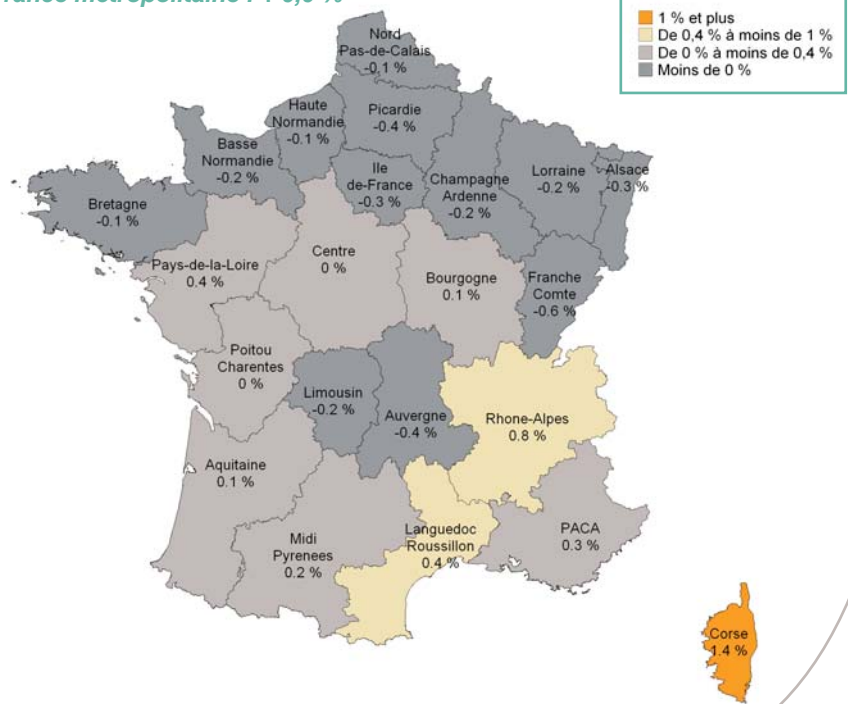 1 % et plus
De 0,4 % à moins de 1 %
De 0 % à moins de 0,4 %
Moins de 0 %
Nord
Pas-de-Calais
-0.1 %
Haute
Normandie
-0.1 %
Picardie
-0.4 %
Basse
Normandie
-0.2 %
Ile
de-France
-0.3 %
Champagne
Ardenne
-0.2 %
Lorraine
-0.2 %
Alsace
-0.3 %
Bretagne
-0.1 %
Pays-de-la-Loire
0.4 %
Centre
0 %
Bourgogne
0.1 %
Franche
Comte
-0.6 %
Poitou
Charentes
0 %
Limousin
-0.2 %
Auvergne
-0.4 %
Rhone-Alpes
0.8 %
Aquitaine
0.1 %
Midi
Pyrenees
0.2 %
Languedoc
Roussillon
0.4 %
PACA
0.3 %
Corse
1.4 %